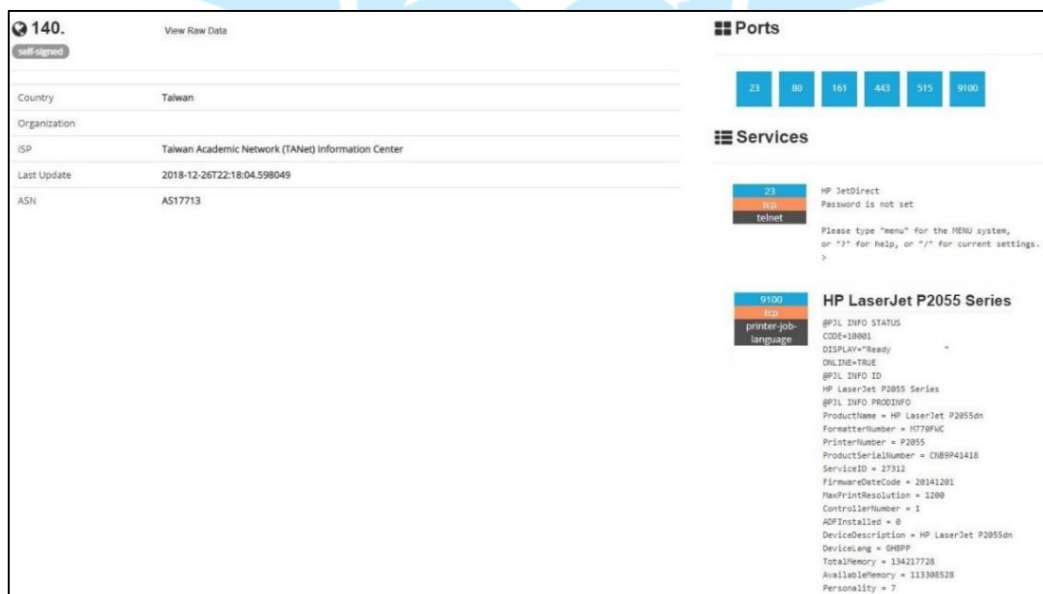 140.
View Raw Data
self-signed
Country Taiwan
Organization
ISP Taiwan Academic Network (TANet) Information Center
Last Update 2018-12-26T22:18:04.598049
ASN AS17713
Ports
23 80 161 443 515 9100
Services
23
tcp
telnet
HP JetDirect
Password is not set
Please type "menu" for the MENU system,
or "?" for help, or "/" for current settings.
>
9100
tcp
printer-job-
language
HP LaserJet P2055 Series
@PJL INFO STATUS
CODE=10001
DISPLAY="Ready "
ONLINE=TRUE
@PJL INFO ID
HP LaserJet P2055 Series
@PJL INFO PRODINFO
ProductName = HP LaserJet P2055dn
FormatterNumber = M770FWC
PrinterNumber = P2055
ProductSerialNumber = CNB9P41418
ServiceID = 27312
FirmwareDateCode = 20141201
MaxPrintResolution = 1200
ControllerNumber = 1
ADFInstalled = 0
DeviceDescription = HP LaserJet P2055dn
DeviceLang = GHBPP
TotalMemory = 134217728
AvailableMemory = 113308528
Personality = 7